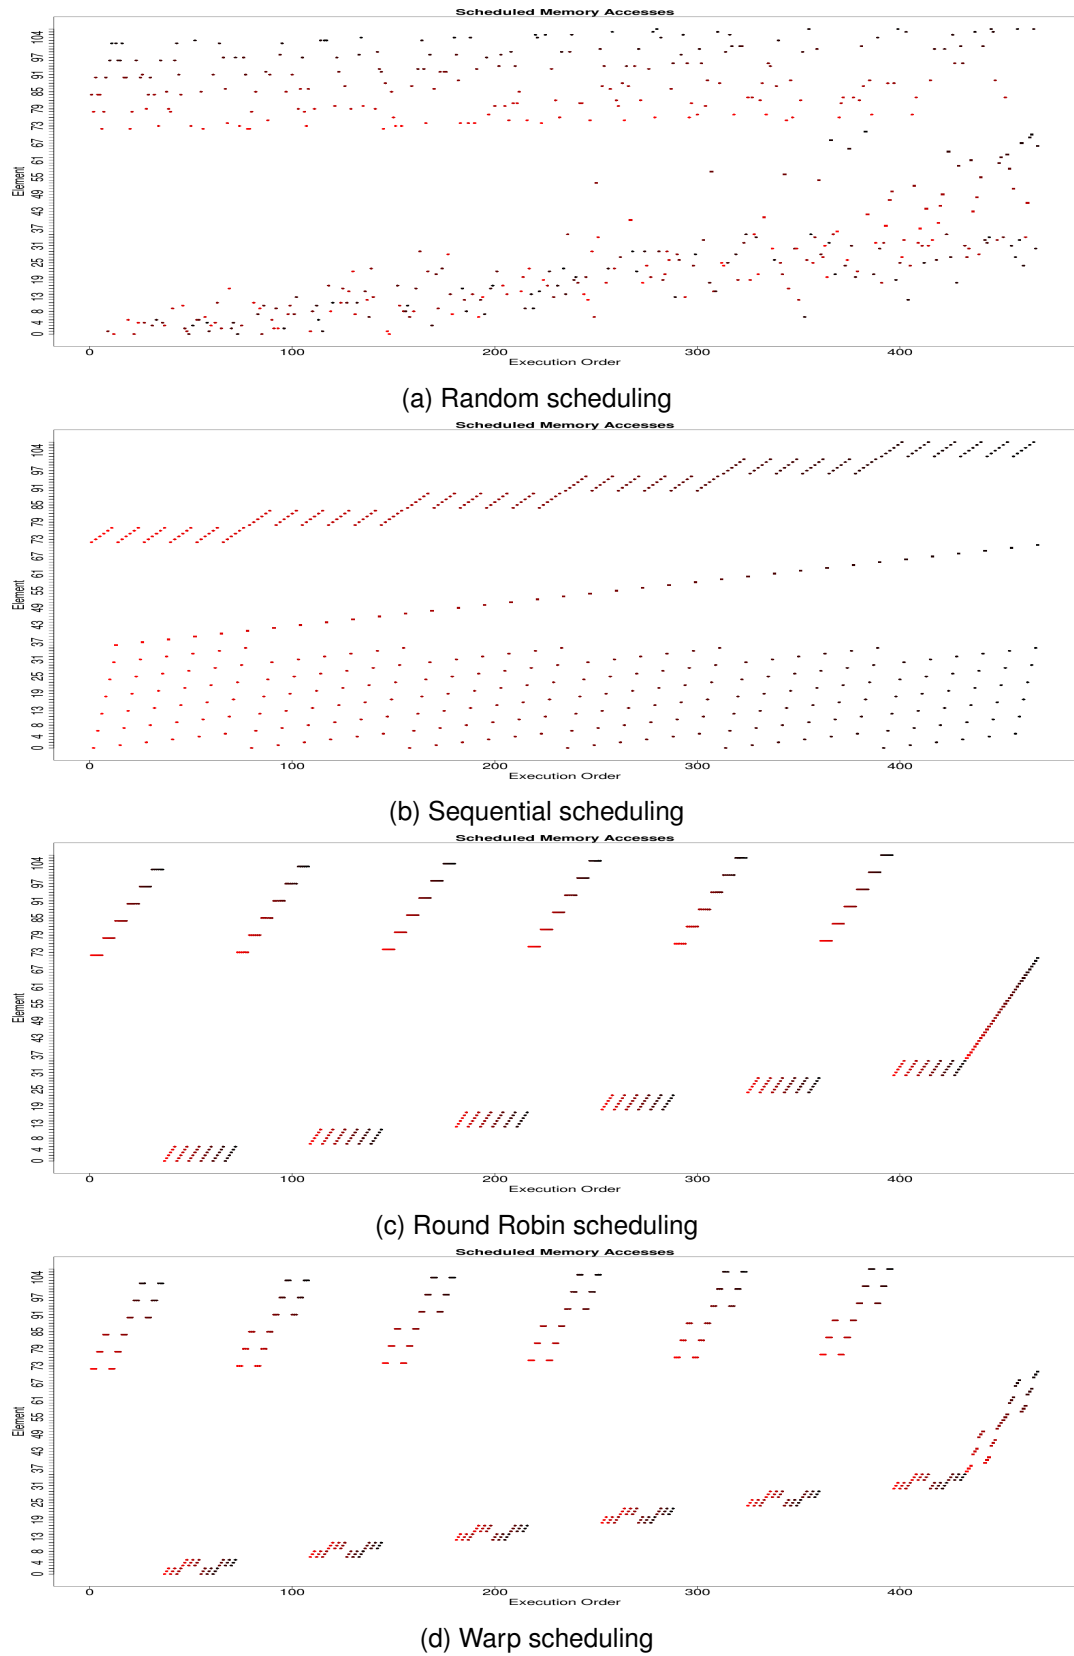 Scheduled Memory Accesses
Element
0 4 8 13 19 25 31 37 43 49 55 61 67 73 79 85 91 97 104
0 100 200 300 400
Execution Order
(a) Random scheduling
Scheduled Memory Accesses
Element
0 4 8 13 19 25 31 37 43 49 55 61 67 73 79 85 91 97 104
0 100 200 300 400
Execution Order
(b) Sequential scheduling
Scheduled Memory Accesses
Element
0 4 8 13 19 25 31 37 43 49 55 61 67 73 79 85 91 97 104
0 100 200 300 400
Execution Order
(c) Round Robin scheduling
Scheduled Memory Accesses
Element
0 4 8 13 19 25 31 37 43 49 55 61 67 73 79 85 91 97 104
0 100 200 300 400
Execution Order
(d) Warp scheduling